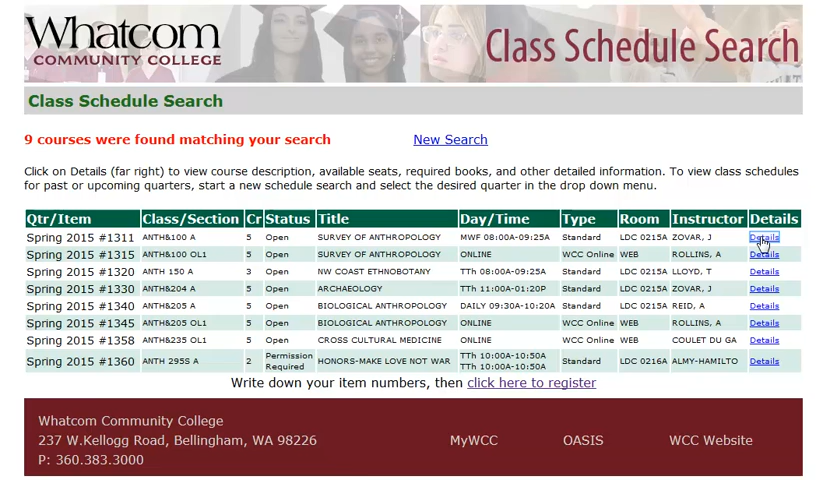 Whatcom
COMMUNITY COLLEGE
Class Schedule Search
Class Schedule Search
9 courses were found matching your search New Search
Click on Details (far right) to view course description, available seats, required books, and other detailed information. To view class schedules
for past or upcoming quarters, start a new schedule search and select the desired quarter in the drop down menu.
Qtr/Item Class/Section Cr Status Title Day/Time Type Room Instructor Details
Spring 2015 #1311 ANTH&100 A 5 Open SURVEY OF ANTHROPOLOGY MWF 08:00A-09:25A Standard LDC 0215A ZOVAR, J Details
Spring 2015 #1315 ANTH&100 OL1 5 Open SURVEY OF ANTHROPOLOGY ONLINE WCC Online WEB ROLLINS, A Details
Spring 2015 #1320 ANTH 150 A 3 Open NW COAST ETHNOBOTANY TTh 08:00A-09:25A Standard LDC 0215A LLOYD, T Details
Spring 2015 #1330 ANTH&204 A 5 Open ARCHAEOLOGY TTh 11:00A-01:20P Standard LDC 0215A ZOVAR, J Details
Spring 2015 #1340 ANTH&205 A 5 Open BIOLOGICAL ANTHROPOLOGY DAILY 09:30A-10:20A Standard LDC 0215A REID, A Details
Spring 2015 #1345 ANTH&205 OL1 5 Open BIOLOGICAL ANTHROPOLOGY ONLINE WCC Online WEB ROLLINS, A Details
Spring 2015 #1358 ANTH&235 OL1 5 Open CROSS CULTURAL MEDICINE ONLINE WCC Online WEB COULET DU GA Details
Spring 2015 #1360 ANTH 295S A 2 Permission Required HONORS-MAKE LOVE NOT WAR TTh 10:00A-10:50A TTh 10:00A-10:50A Standard LDC 0216A ALMY-HAMILTO Details
Write down your item numbers, then click here to register
Whatcom Community College
237 W.Kellogg Road, Bellingham, WA 98226 MyWCC OASIS WCC Website
P: 360.383.3000